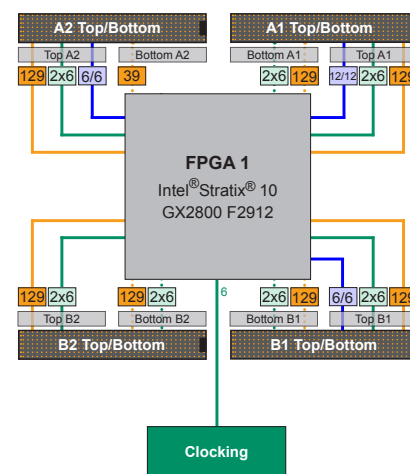 A2 Top/Bottom
A1 Top/Bottom
Top A2
Bottom A2
Bottom A1
Top A1
129
2x6
6/6
39
2x6
129
12/12
2x6
129
FPGA 1
Intel® Stratix® 10
GX2800 F2912
6
129
2x6
129
2x6
2x6
129
6/6
2x6
129
Top B2
Bottom B2
Bottom B1
Top B1
B2 Top/Bottom
B1 Top/Bottom
Clocking